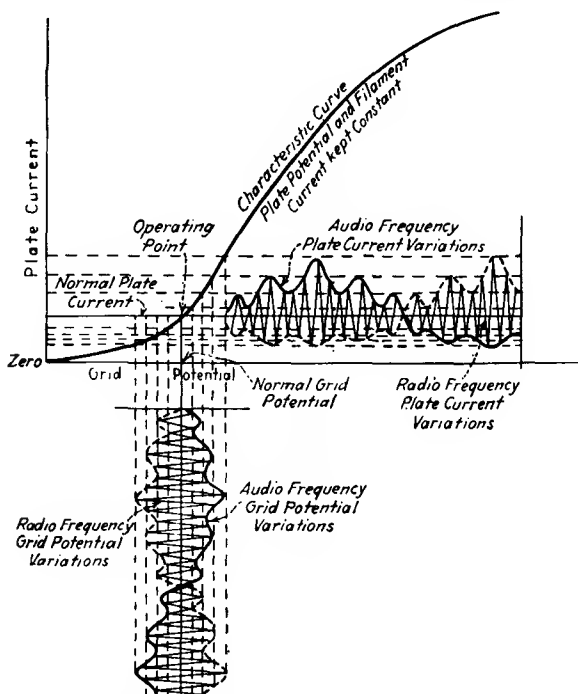 Plate Current
Characteristic Curve
Plate Potential and Filament
Current kept Constant
Operating
Point
Audio Frequency
Plate Current Variations
Normal Plate
Current
Zero
Grid
Potential
Normal Grid
Potential
Radio Frequency
Plate Current
Variations
Audio Frequency
Grid Potential
Variations
Radio Frequency
Grid Potential
Variations